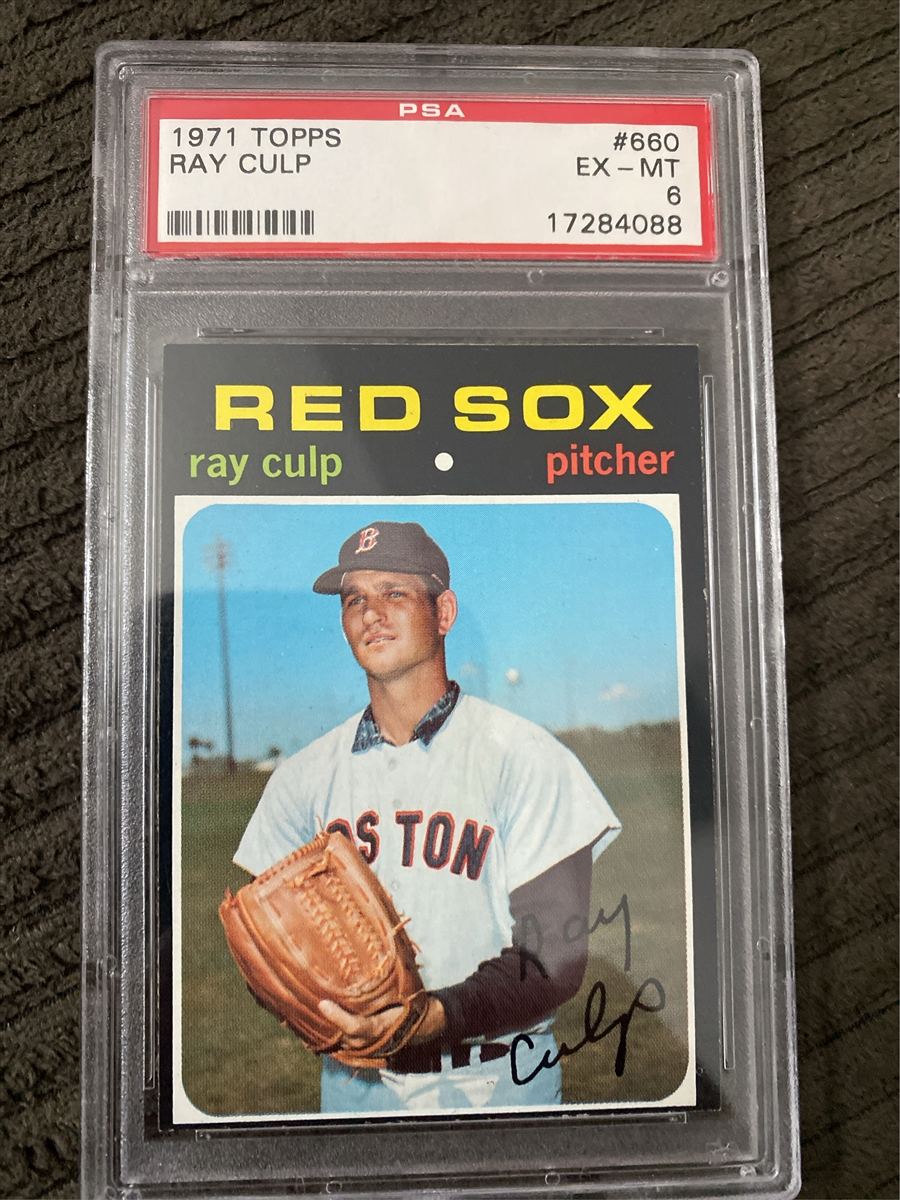 PSA
1971 TOPPS #660
RAY CULP EX - MT
6
17284088
RED SOX
ray culp pitcher
B
OSTON
Ray
Culp